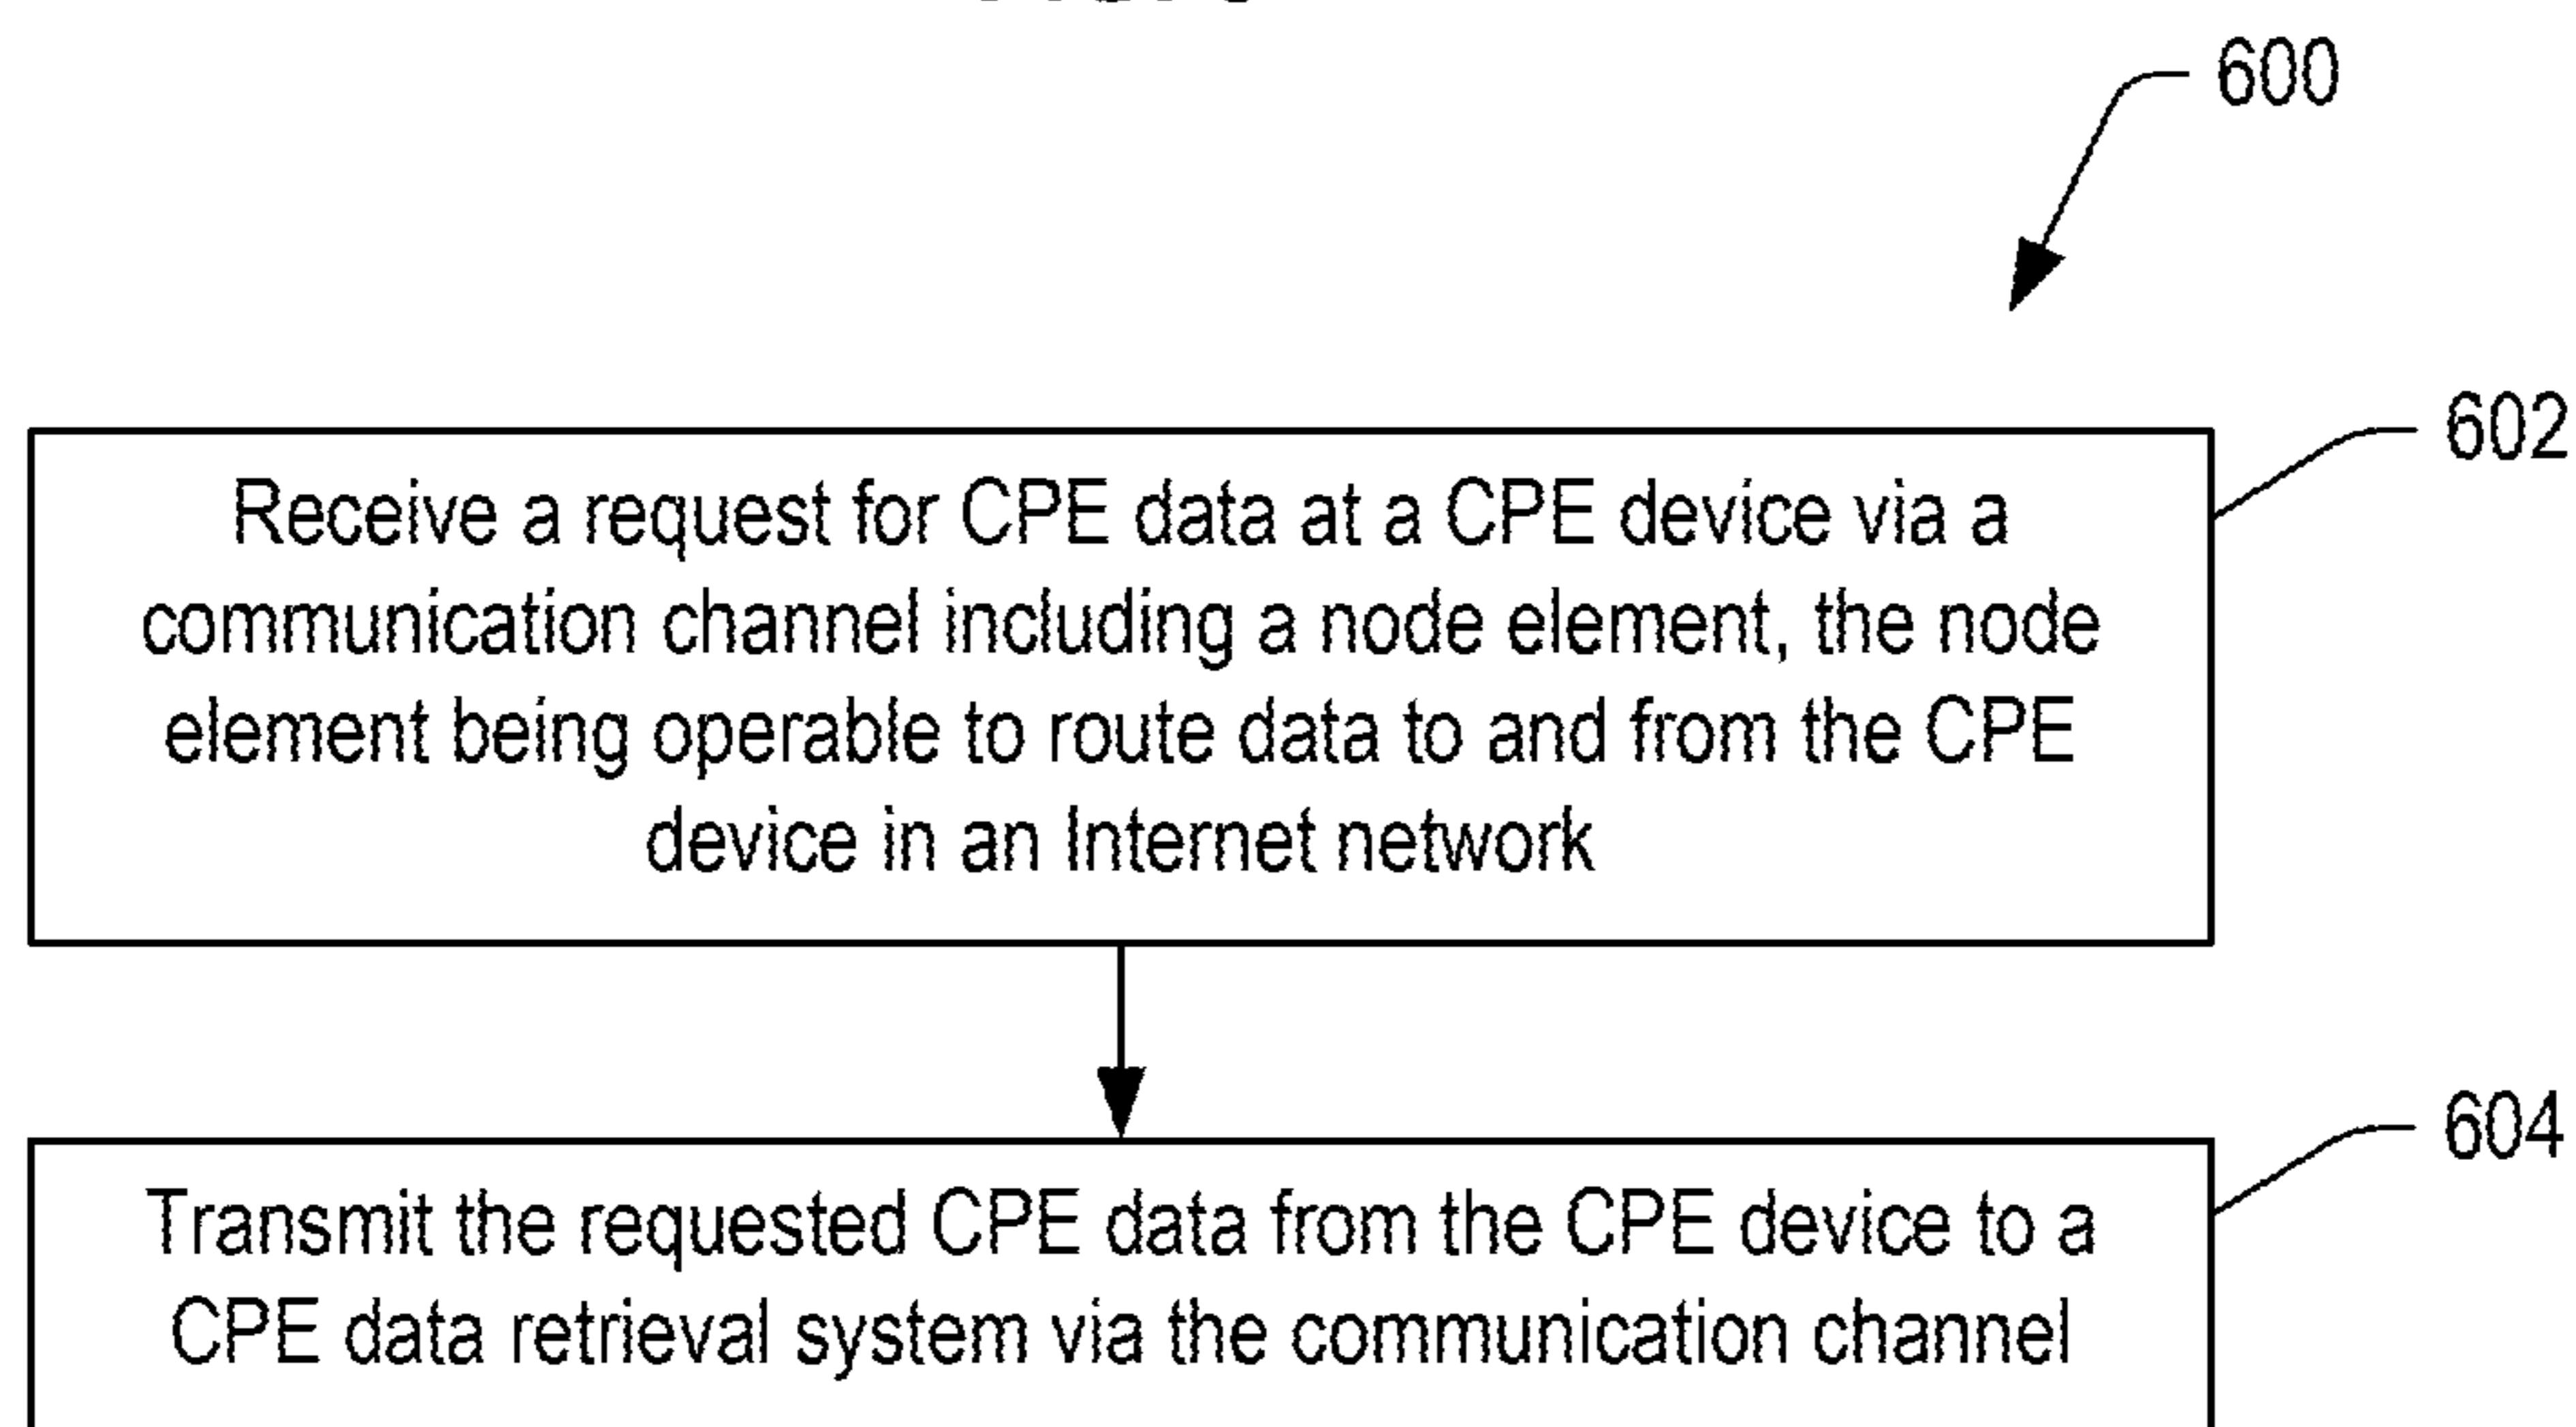 600
602
Receive a request for CPE data at a CPE device via a
communication channel including a node element, the node
element being operable to route data to and from the CPE
device in an Internet network
604
Transmit the requested CPE data from the CPE device to a
CPE data retrieval system via the communication channel